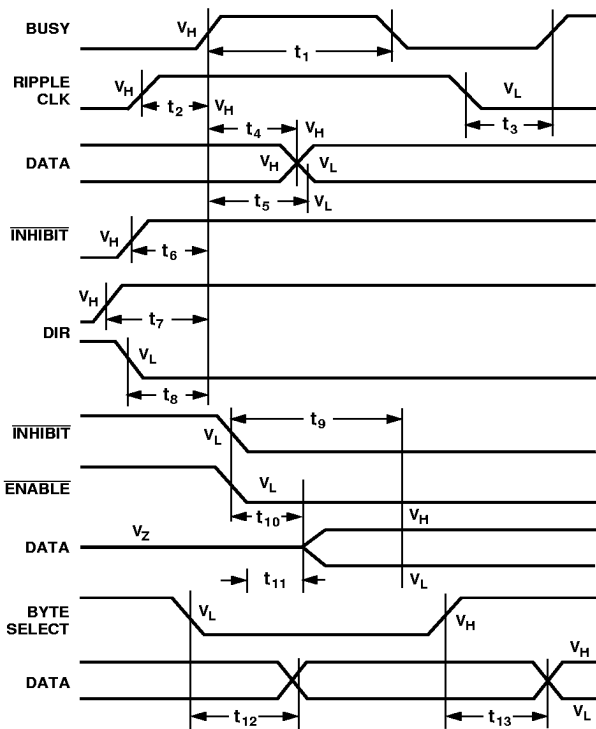 BUSY
V_H
t_1
RIPPLE
CLK
V_H
t_2
V_H
V_L
t_3
t_4
V_H
DATA
V_H
V_L
t_5
V_L
INHIBIT
V_H
t_6
V_H
t_7
DIR
V_L
t_8
INHIBIT
V_L
t_9
ENABLE
V_L
t_10
V_H
DATA
V_Z
t_11
V_L
BYTE
SELECT
V_L
V_H
DATA
V_H
t_12
t_13
V_L